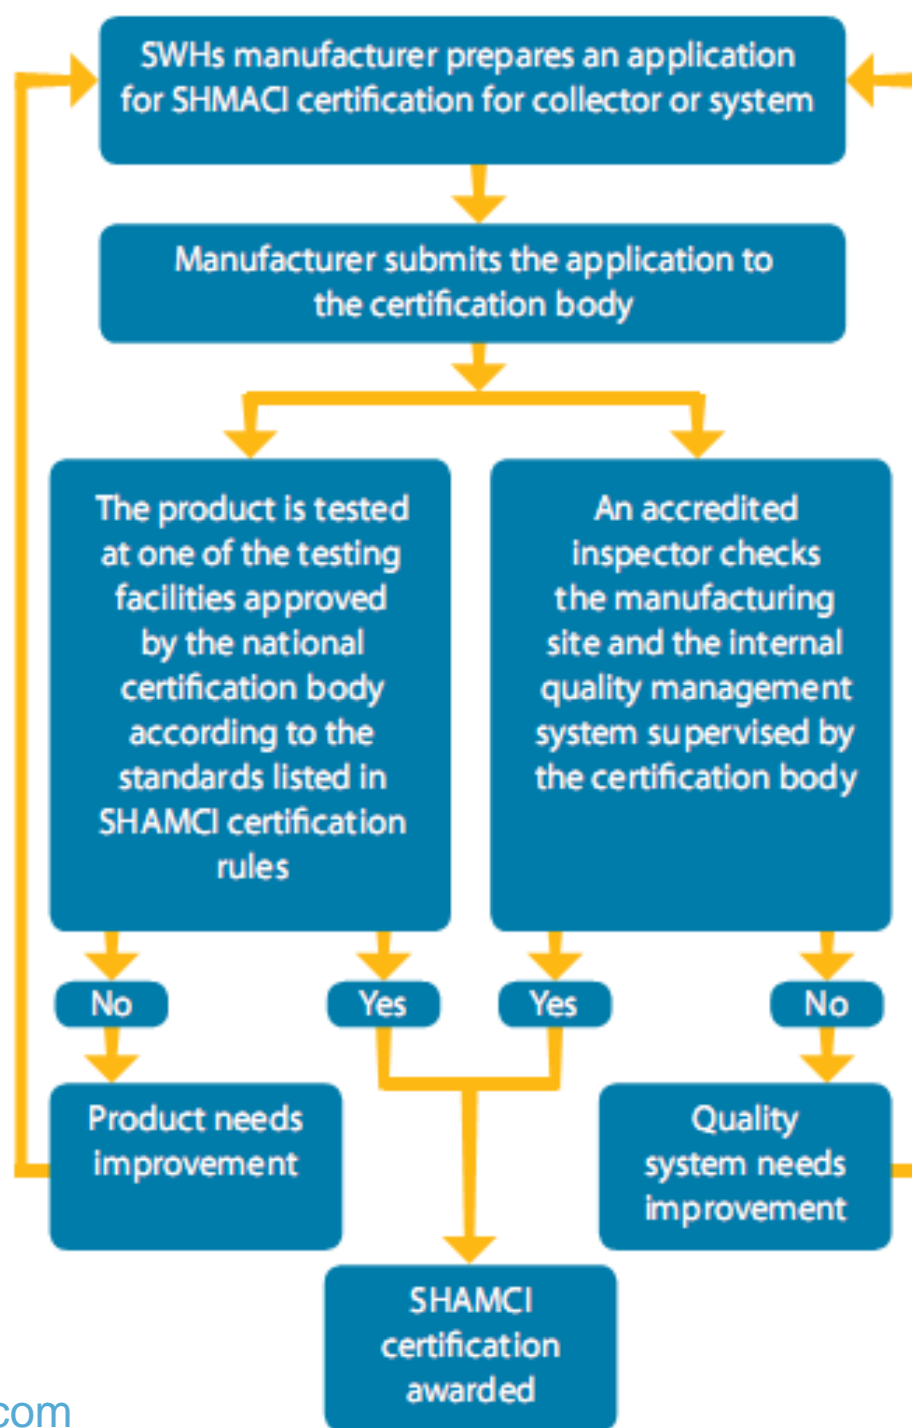 SWHs manufacturer prepares an application
for SHMACI certification for collector or system
Manufacturer submits the application to
the certification body
The product is tested
at one of the testing
facilities approved
by the national
certification body
according to the
standards listed in
SHAMCI certification
rules
An accredited
inspector checks
the manufacturing
site and the internal
quality management
system supervised by
the certification body
No
Yes
Yes
No
Product needs
improvement
Quality
system needs
improvement
SHAMCI
certification
awarded
com